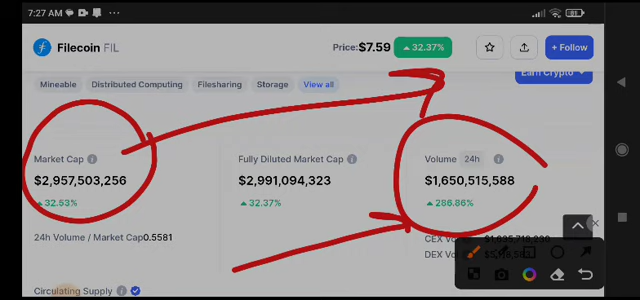 7:27 AM
81
Filecoin FIL
Price:$7.59 ▲ 32.37%
+ Follow
Earn Crypto
Mineable Distributed Computing Filesharing Storage View all
Market Cap Fully Diluted Market Cap Volume 24h
$2,957,503,256 $2,991,094,323 $1,650,515,588
▲ 32.53% ▲ 32.37% ▲ 286.86%
24h Volume / Market Cap0.5581
CEX Vol
DEX Vol
Circulating Supply